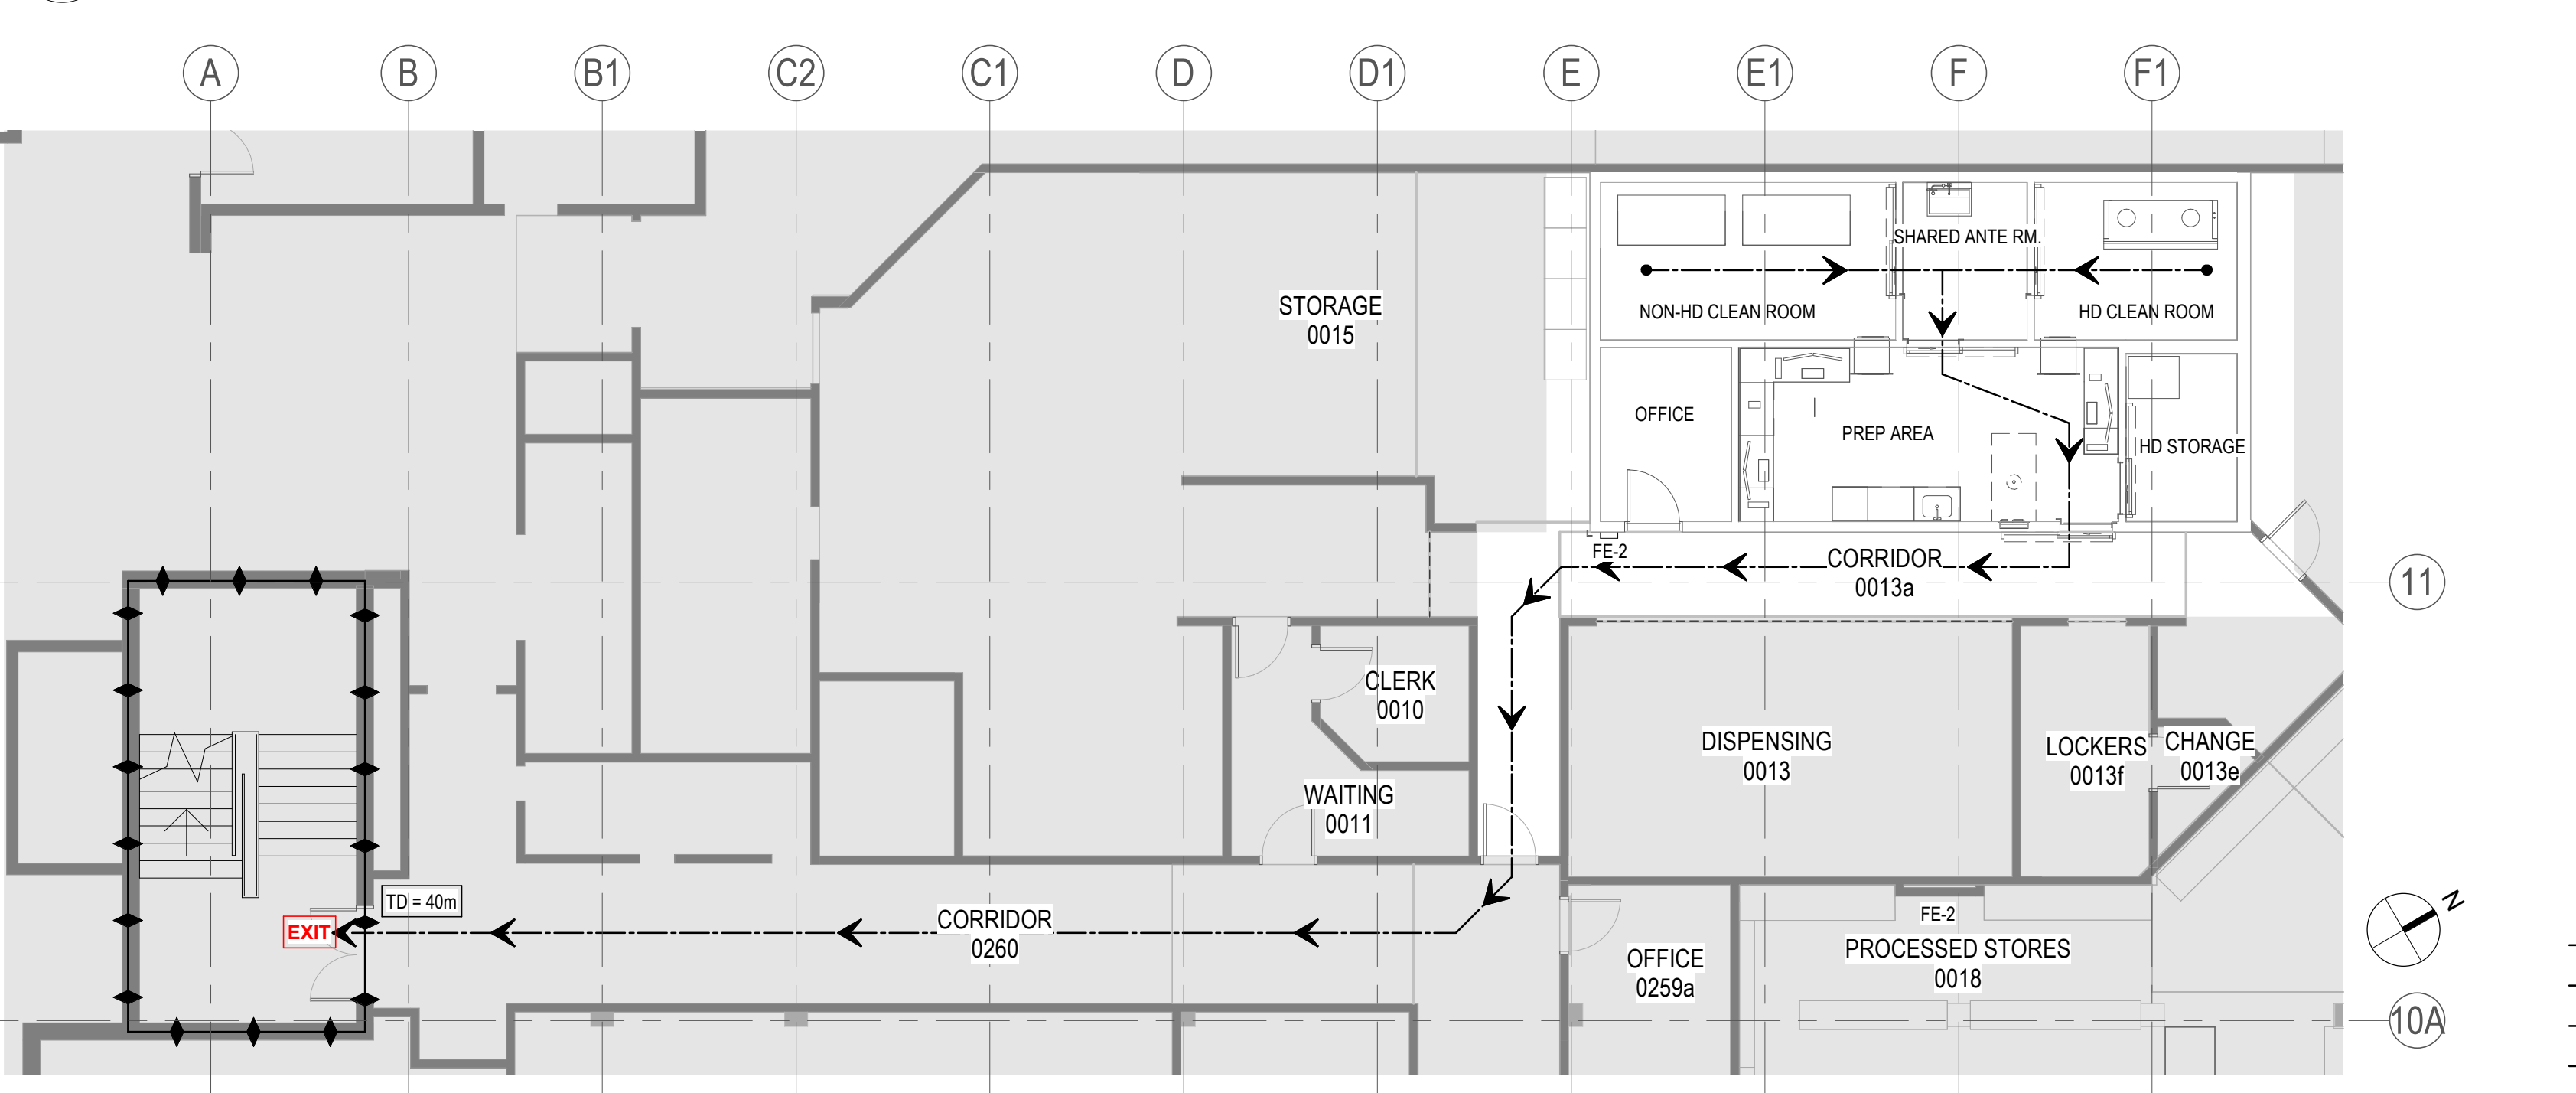 A B B1 C2 C1 D D1 E E1 F F1
SHARED ANTE RM.
NON-HD CLEAN ROOM
HD CLEAN ROOM
STORAGE
0015
OFFICE
PREP AREA
HD STORAGE
FE-2
CORRIDOR
0013a
11
CLERK
0010
WAITING
0011
DISPENSING
0013
LOCKERS
0013f
CHANGE
0013e
TD = 40m
EXIT
CORRIDOR
0260
OFFICE
0259a
FE-2
PROCESSED STORES
0018
N
10A